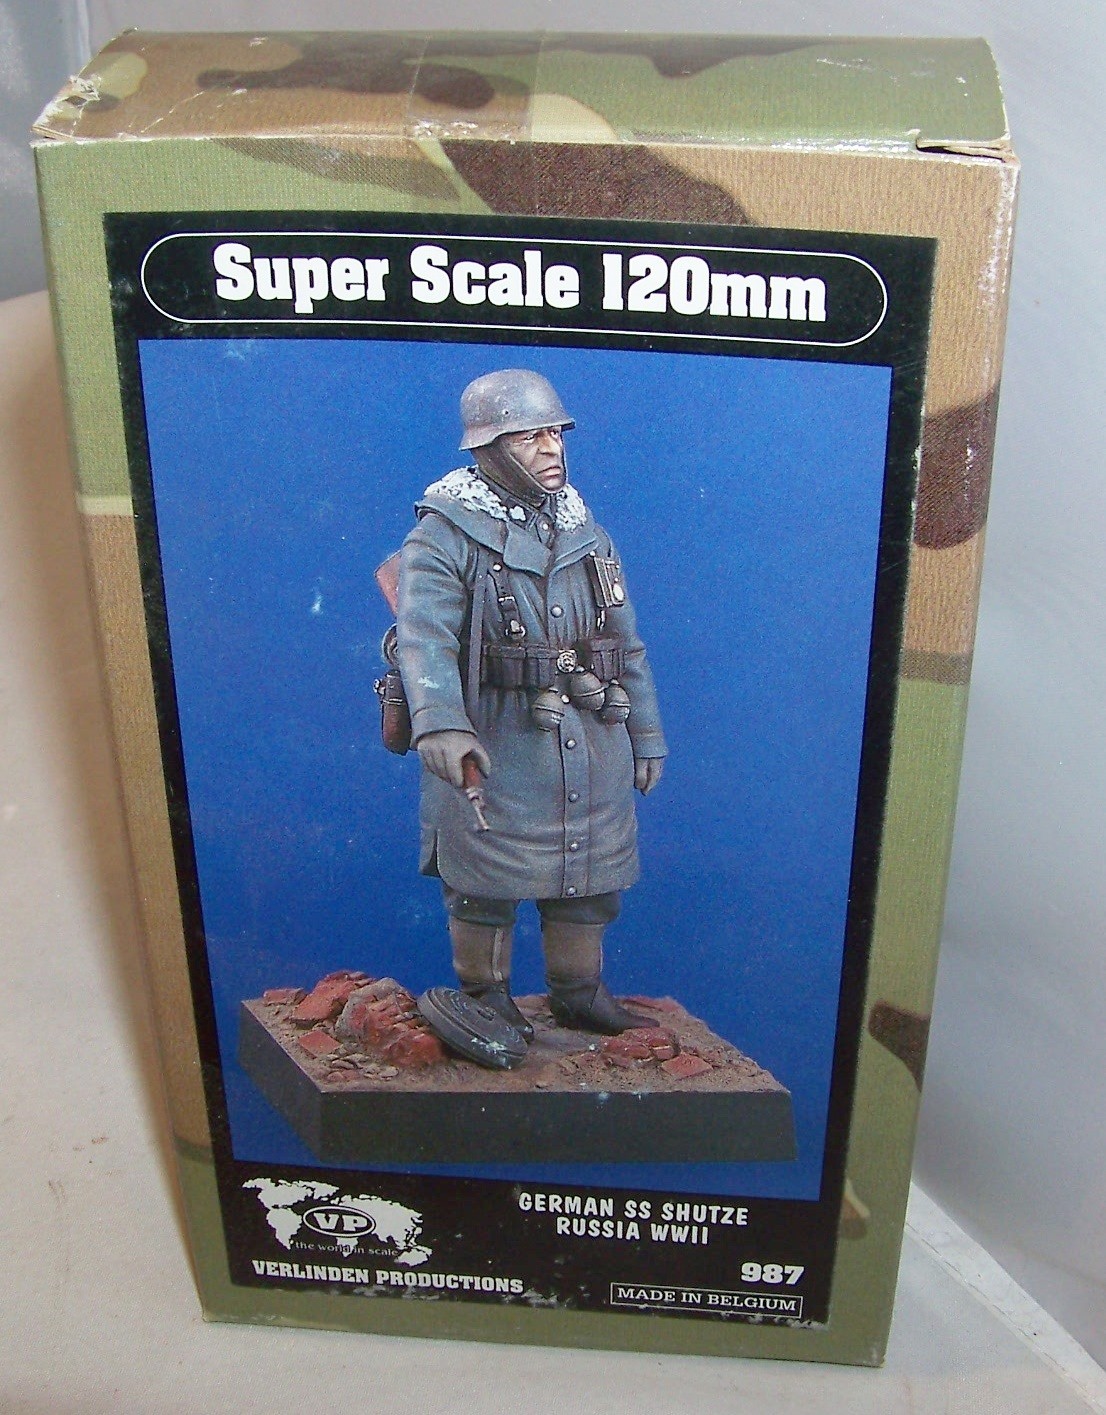 Super Scale 120mm
GERMAN SS SHUTZE
RUSSIA WWII
VP
the world in scale
VERLINDEN PRODUCTIONS
987
MADE IN BELGIUM